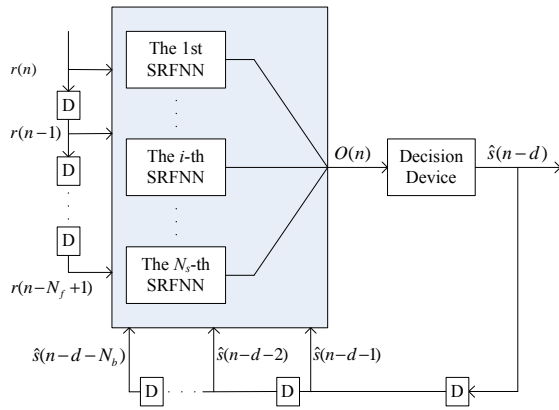 r(n)
D
r(n−1)
D
D
r(n−N_f+1)
The 1st
SRFNN
The i-th
SRFNN
The N_s-th
SRFNN
O(n)
Decision
Device
ŝ(n−d)
ŝ(n−d−N_b)
ŝ(n−d−2)
ŝ(n−d−1)
D
D
D